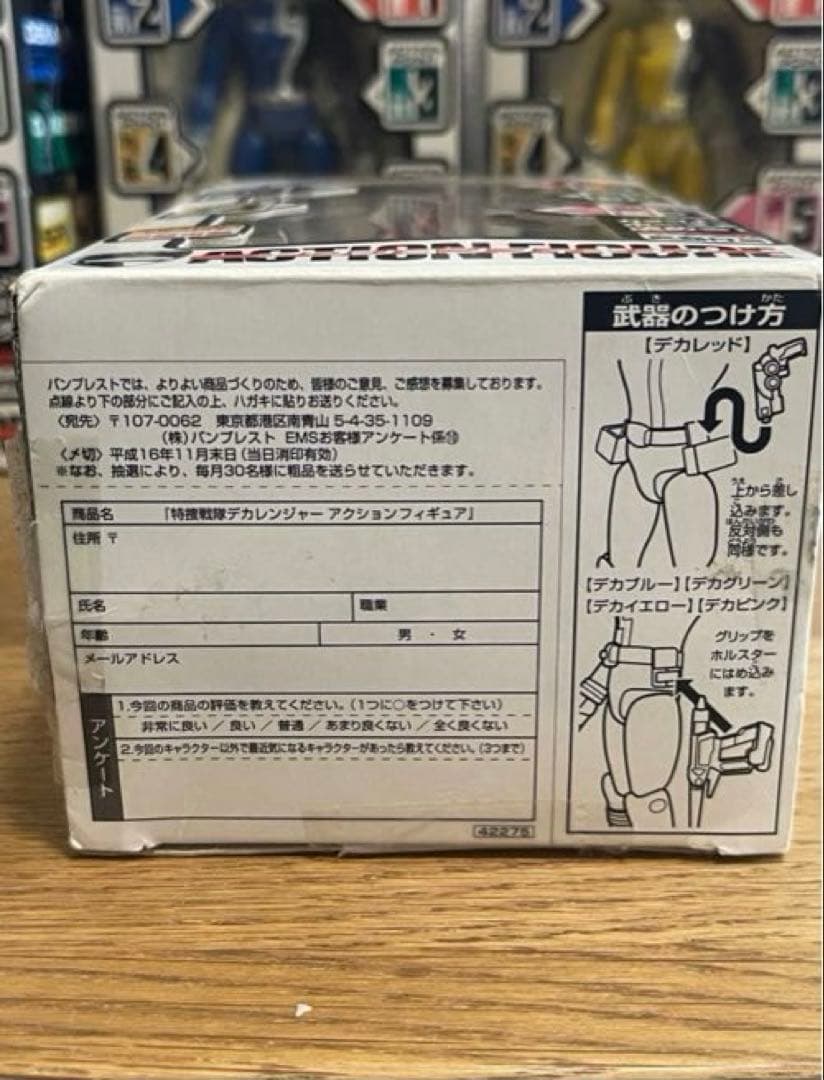 ACTION FIGURE
バンプレストでは、よりよい商品づくりのため、皆様のご意見、ご感想を募集しております。
点線より下の部分にご記入の上、ハガキに貼りお送りください。
〈宛先〉〒107-0062 東京都港区南青山 5-4-35-1109
(株)バンプレスト EMSお客様アンケート係
〈〆切〉平成16年11月末日(当日消印有効)
※なお、抽選により、毎月30名様に粗品を送らせていただきます。
商品名 「特捜戦隊デカレンジャー アクションフィギュア」
住所 〒
氏名 職業
年齢 男 ・ 女
メールアドレス
アンケート
1.今回の商品の評価を教えてください。(1つに○をつけて下さい)
非常に良い / 良い / 普通 / あまり良くない / 全く良くない
2.今回のキャラクター以外で最近気になるキャラクターがあったら教えてください。(3つまで)
42275
武器のつけ方
【デカレッド】
上から差し
込みます。
反対側も
同様です。
【デカブルー】【デカグリーン】
【デカイエロー】【デカピンク】
グリップを
ホルスター
にはめ込み
ます。
2
2
4
4
5